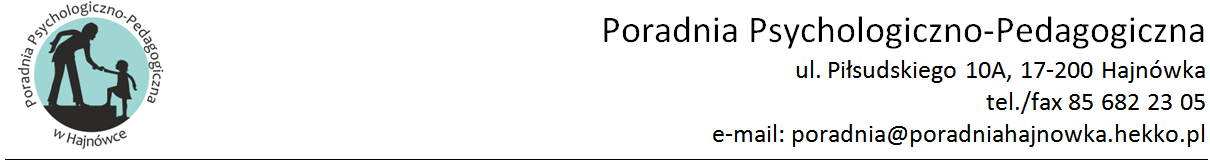 Poradnia Psychologiczno-Pedagogiczna
w Hajnówce
Poradnia Psychologiczno-Pedagogiczna
ul. Piłsudskiego 10A, 17-200 Hajnówka
tel./fax 85 682 23 05
e-mail: poradnia@poradniahajnowka.hekko.pl